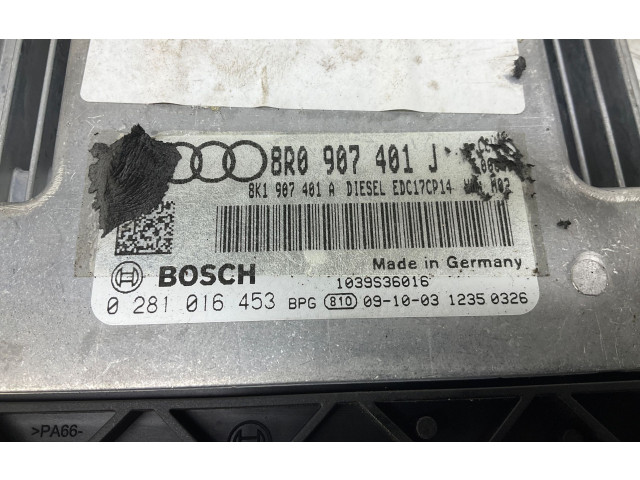 8R0 907 401 J
8K1 907 401 A DIESEL EDC17CP14 H02
Made in Germany
BOSCH 1039S36016
0 281 016 453 BPG 810 09-10-03 1235 0326
>PA66-